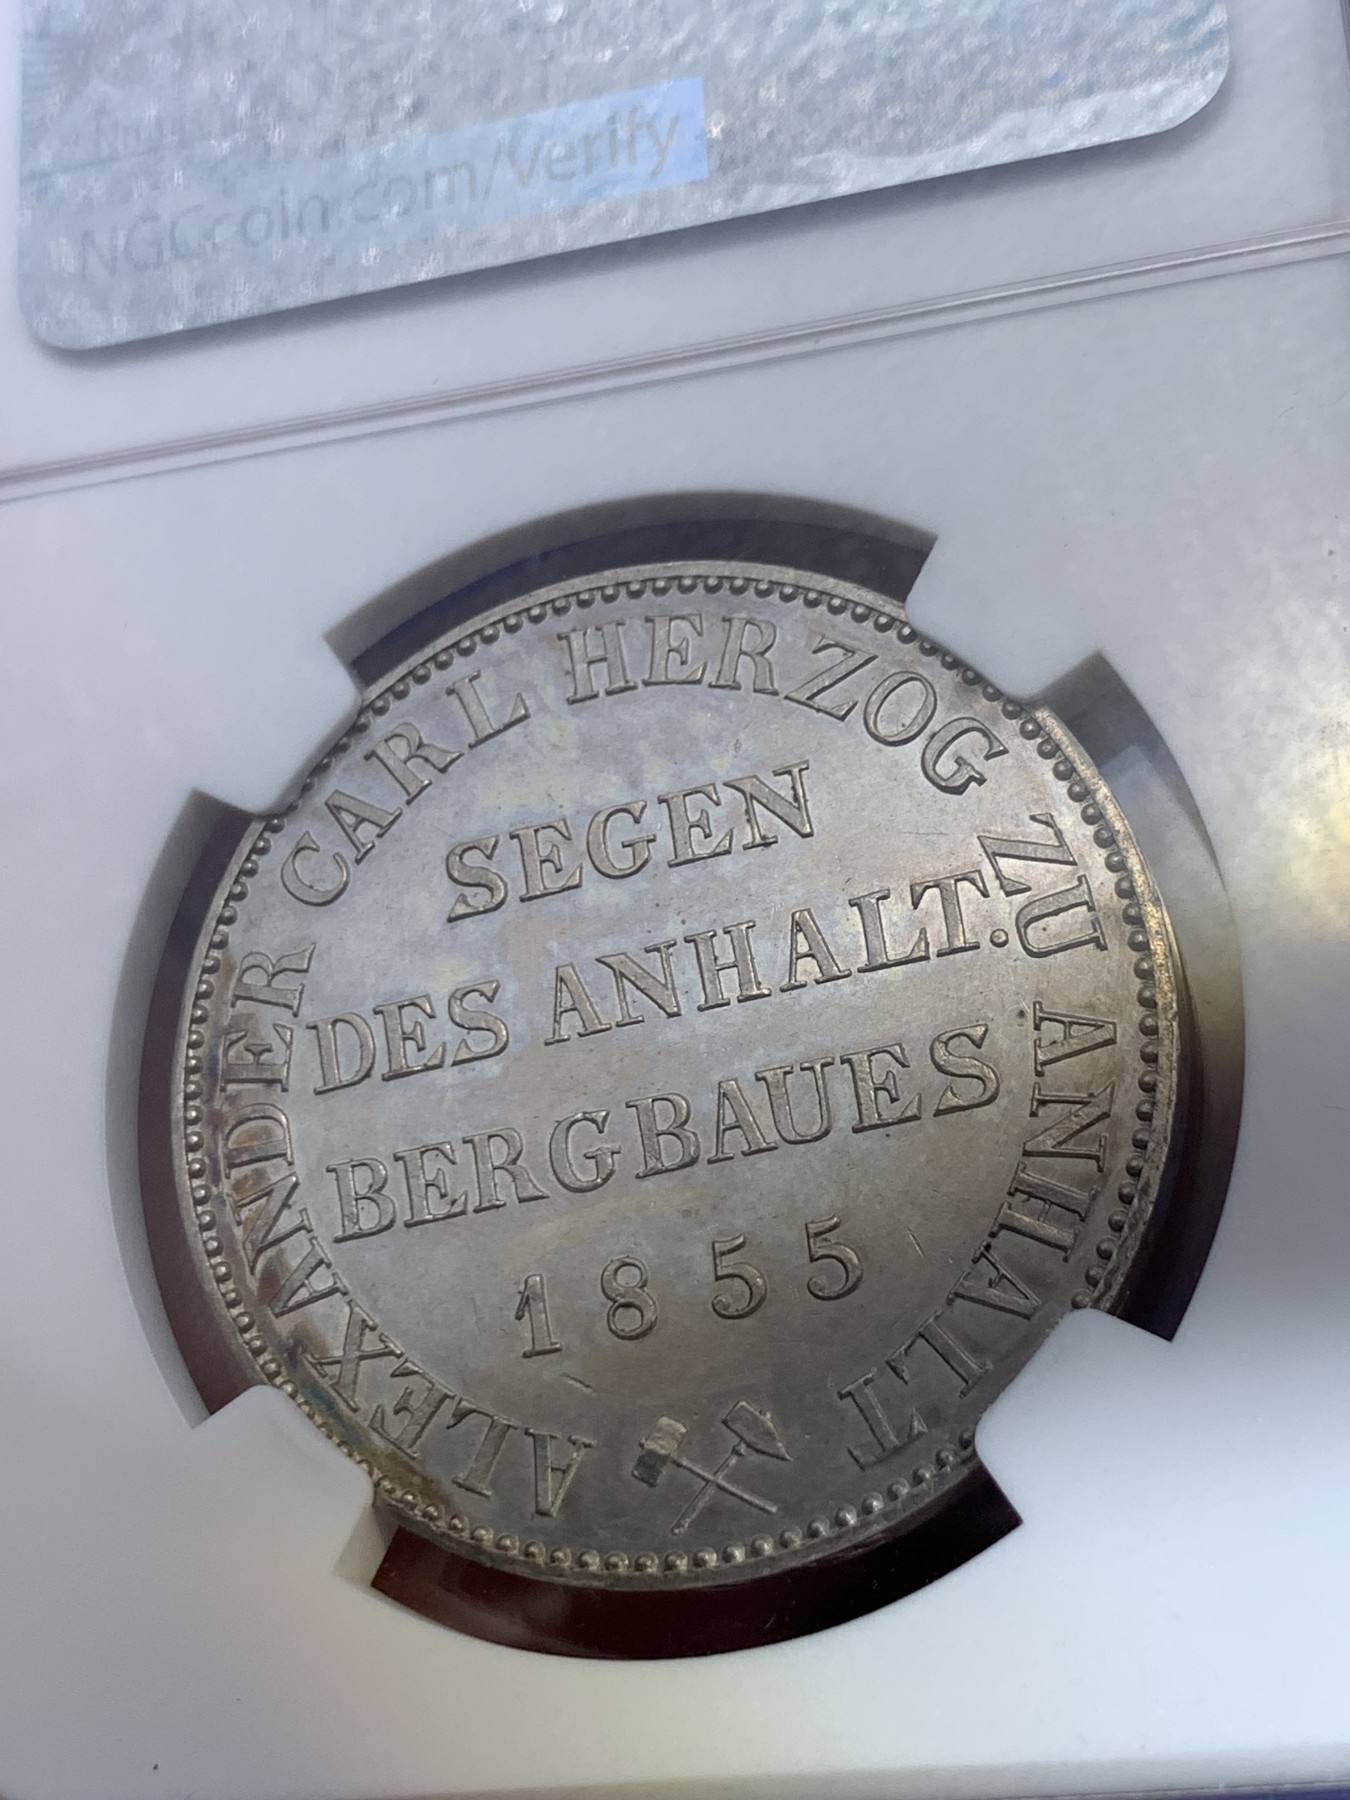 NGCcoin.com/Verify
ALEXANDER CARL HERZOG ZU ANHALT
SEGEN
DES ANHALT.
BERGBAUES
1855